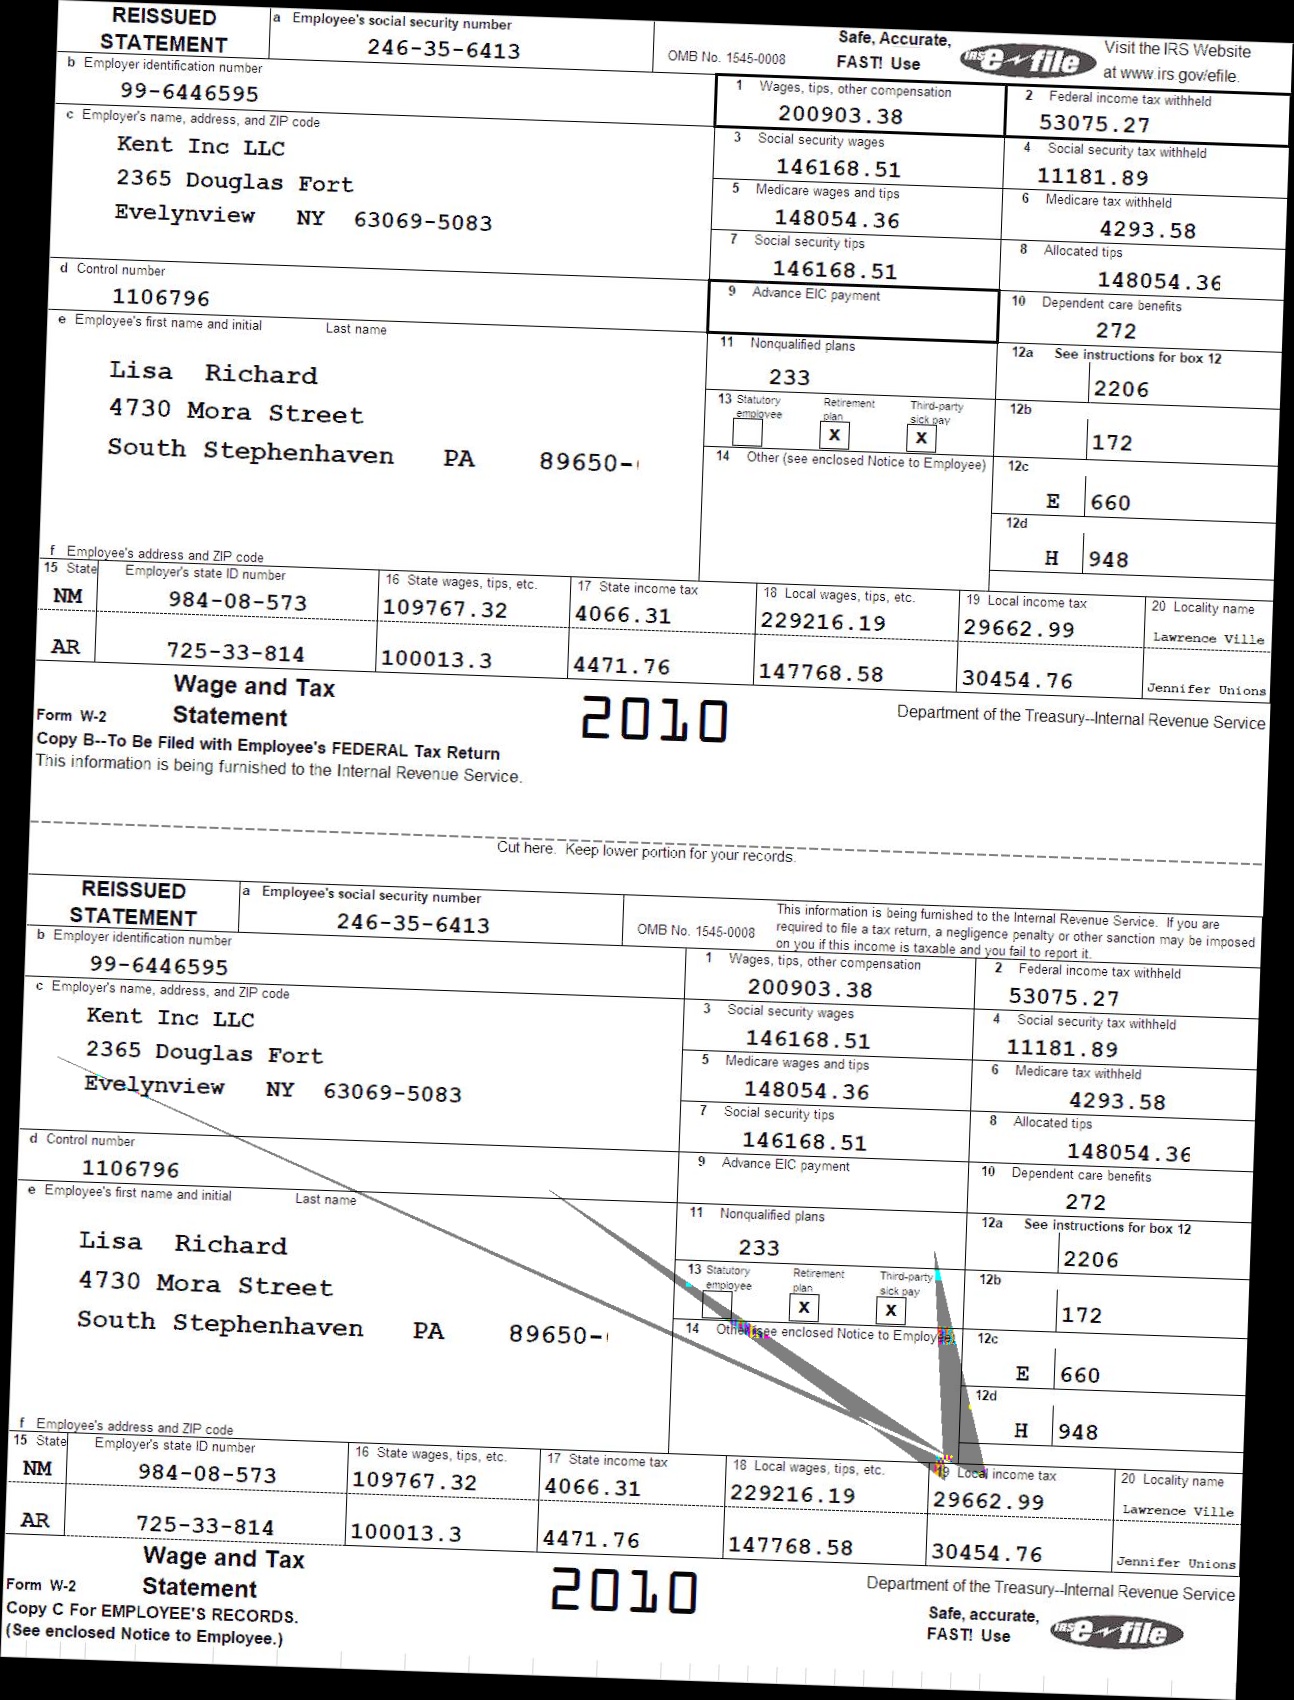 REISSUED STATEMENT
a Employee's social security number
246-35-6413
OMB No. 1545-0008
Safe, Accurate, FAST! Use
IRS e-file
Visit the IRS Website at www.irs.gov/efile.
b Employer identification number
99-6446595
1 Wages, tips, other compensation
200903.38
2 Federal income tax withheld
53075.27
c Employer's name, address, and ZIP code
Kent Inc LLC
2365 Douglas Fort
Evelynview NY 63069-5083
3 Social security wages
146168.51
4 Social security tax withheld
11181.89
5 Medicare wages and tips
148054.36
6 Medicare tax withheld
4293.58
7 Social security tips
146168.51
8 Allocated tips
148054.36
d Control number
1106796
9 Advance EIC payment
10 Dependent care benefits
272
e Employee's first name and initial Last name
Lisa Richard
4730 Mora Street
South Stephenhaven PA 89650-
11 Nonqualified plans
233
12a See instructions for box 12
2206
13 Statutory employee
Retirement plan
X
Third-party sick pay
X
12b
172
14 Other (see enclosed Notice to Employee)
12c
E 660
12d
H 948
f Employee's address and ZIP code
15 State Employer's state ID number
16 State wages, tips, etc.
17 State income tax
18 Local wages, tips, etc.
19 Local income tax
20 Locality name
NM 984-08-573 109767.32 4066.31 229216.19 29662.99 Lawrence Ville
AR 725-33-814 100013.3 4471.76 147768.58 30454.76 Jennifer Unions
Form W-2 Wage and Tax Statement
2010
Department of the Treasury--Internal Revenue Service
Copy B--To Be Filed with Employee's FEDERAL Tax Return
This information is being furnished to the Internal Revenue Service.
Cut here. Keep lower portion for your records.
REISSUED STATEMENT
a Employee's social security number
246-35-6413
OMB No. 1545-0008
This information is being furnished to the Internal Revenue Service. If you are
required to file a tax return, a negligence penalty or other sanction may be imposed
on you if this income is taxable and you fail to report it.
b Employer identification number
99-6446595
1 Wages, tips, other compensation
200903.38
2 Federal income tax withheld
53075.27
c Employer's name, address, and ZIP code
Kent Inc LLC
2365 Douglas Fort
Evelynview NY 63069-5083
3 Social security wages
146168.51
4 Social security tax withheld
11181.89
5 Medicare wages and tips
148054.36
6 Medicare tax withheld
4293.58
7 Social security tips
146168.51
8 Allocated tips
148054.36
d Control number
1106796
9 Advance EIC payment
10 Dependent care benefits
272
e Employee's first name and initial Last name
Lisa Richard
4730 Mora Street
South Stephenhaven PA 89650-
11 Nonqualified plans
233
12a See instructions for box 12
2206
13 Statutory employee
Retirement plan
X
Third-party sick pay
X
12b
172
14 Other (see enclosed Notice to Employee)
12c
E 660
12d
H 948
f Employee's address and ZIP code
15 State Employer's state ID number
16 State wages, tips, etc.
17 State income tax
18 Local wages, tips, etc.
19 Local income tax
20 Locality name
NM 984-08-573 109767.32 4066.31 229216.19 29662.99 Lawrence Ville
AR 725-33-814 100013.3 4471.76 147768.58 30454.76 Jennifer Unions
Form W-2 Wage and Tax Statement
2010
Department of the Treasury--Internal Revenue Service
Copy C For EMPLOYEE'S RECORDS.
(See enclosed Notice to Employee.)
Safe, accurate, FAST! Use
IRS e-file